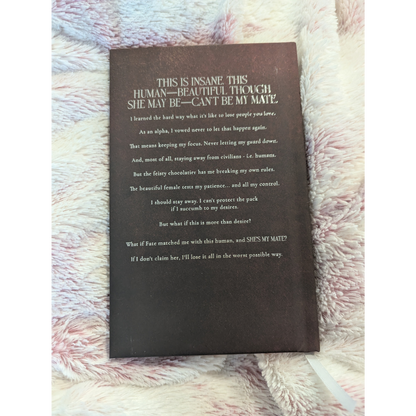 THIS IS INSANE. THIS
HUMAN—BEAUTIFUL THOUGH
SHE MAY BE—CAN'T BE MY MATE.
I learned the hard way what it's like to lose people you love.
As an alpha, I vowed never to let that happen again.
That means keeping my focus. Never letting my guard down.
And, most of all, staying away from civilians - i.e. humans.
But the feisty chocolatier has me breaking my own rules.
The beautiful female tests my patience... and all my control.
I should stay away. I can't protect the pack
if I succumb to my desires.
But what if this is more than desire?
What if Fate matched me with this human, and SHE'S MY MATE?
If I don't claim her, I'll lose it all in the worst possible way.